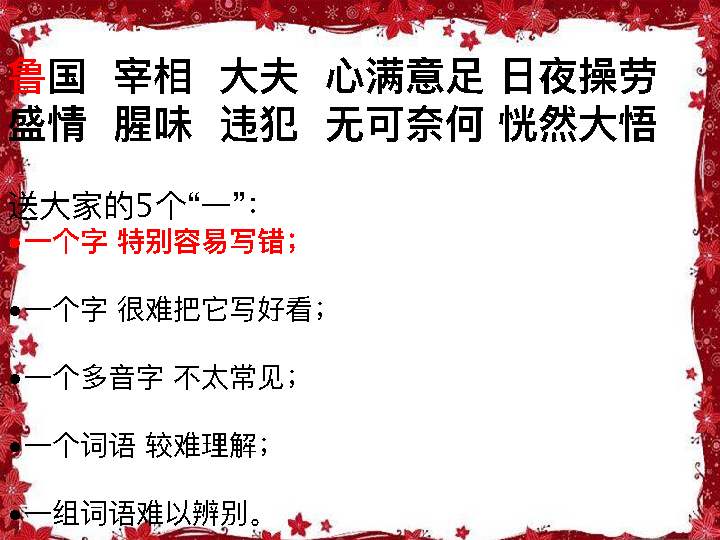 鲁国 宰相 大夫 心满意足 日夜操劳
盛情 腥味 违犯 无可奈何 恍然大悟
送大家的5个“一”：
•一个字 特别容易写错；
•一个字 很难把它写好看；
•一个多音字 不太常见；
•一个词语 较难理解；
•一组词语难以辨别。